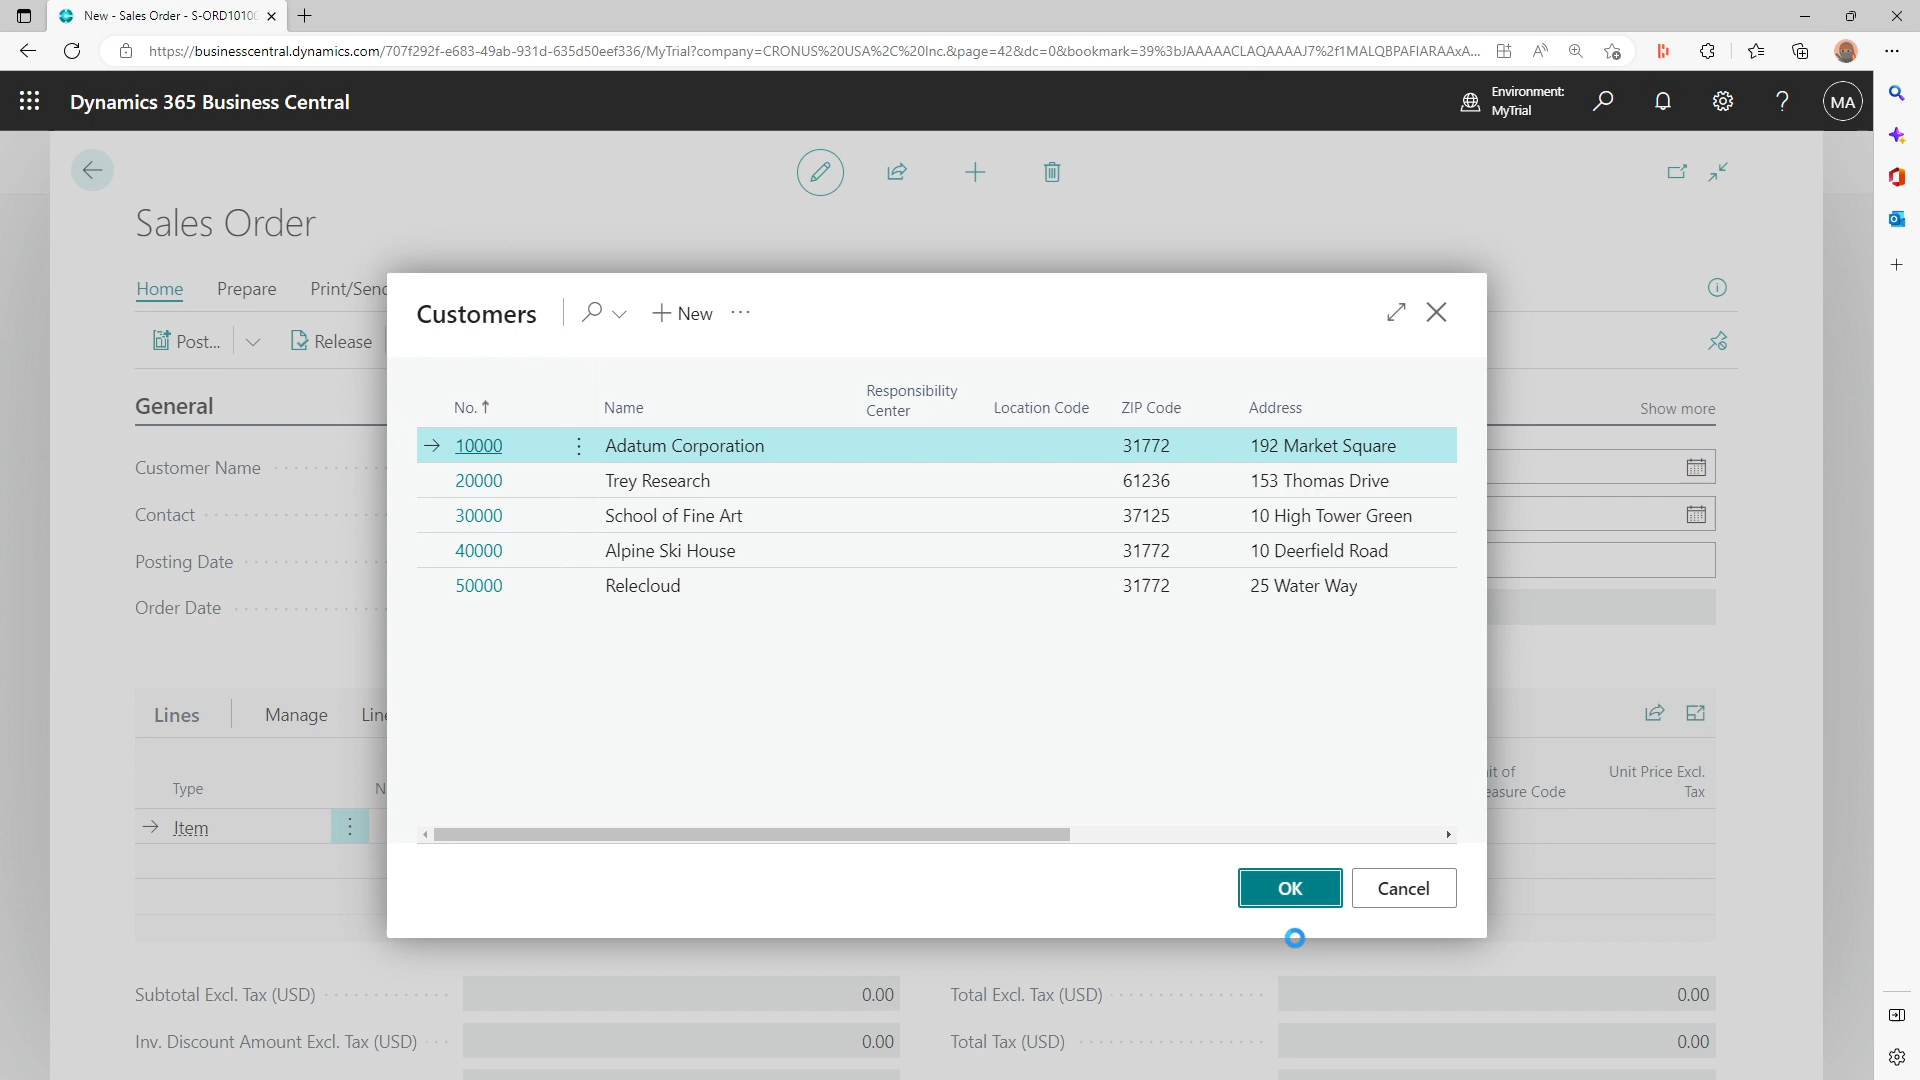 New - Sales Order - S-ORD1010
https://businesscentral.dynamics.com/707f292f-e683-49ab-931d-635d50eef336/MyTrial?company=CRONUS%20USA%2C%20Inc.&page=42&dc=0&bookmark=39%3bJAAAAACLAQAAAAJ7%2f1MALQBPAFIARAAxA...
Dynamics 365 Business Central
Environment:
MyTrial
MA
Sales Order
Home Prepare Print/Send
Post... Release
General
Show more
Customer Name
Contact
Posting Date
Order Date
Customers
New
Responsibility Center
No. Name Location Code ZIP Code Address
10000 Adatum Corporation 31772 192 Market Square
20000 Trey Research 61236 153 Thomas Drive
30000 School of Fine Art 37125 10 High Tower Green
40000 Alpine Ski House 31772 10 Deerfield Road
50000 Relecloud 31772 25 Water Way
OK Cancel
Lines Manage
Type
Unit Price Excl. Tax
easure Code
Item
Subtotal Excl. Tax (USD) 0.00 Total Excl. Tax (USD) 0.00
Inv. Discount Amount Excl. Tax (USD) 0.00 Total Tax (USD) 0.00